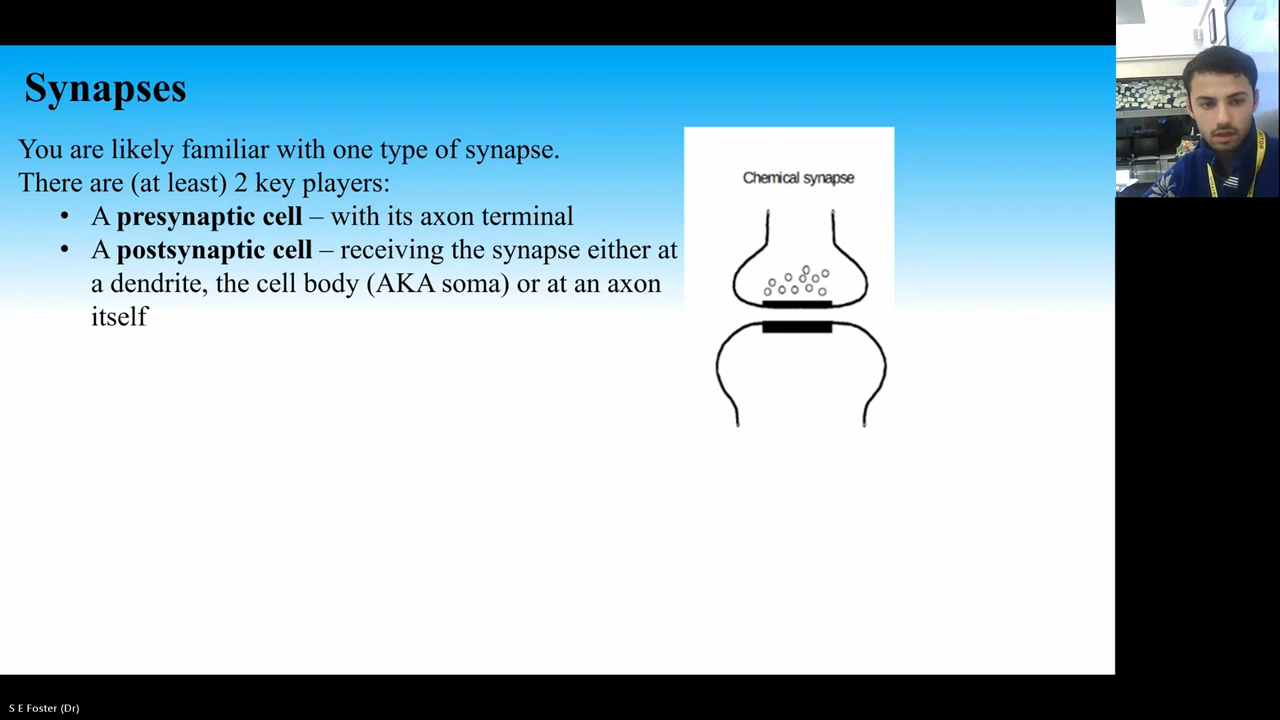 Synapses
You are likely familiar with one type of synapse.
There are (at least) 2 key players:
• A presynaptic cell – with its axon terminal
• A postsynaptic cell – receiving the synapse either at
a dendrite, the cell body (AKA soma) or at an axon
itself
Chemical synapse
S E Foster (Dr)